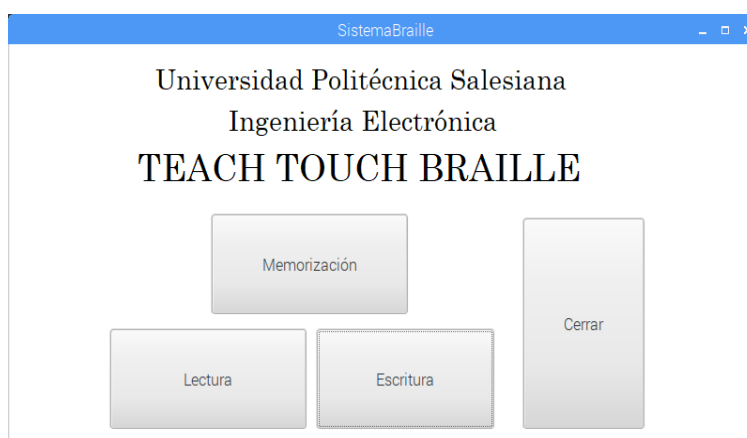 SistemaBraille
Universidad Politécnica Salesiana
Ingeniería Electrónica
TEACH TOUCH BRAILLE
Memorización
Cerrar
Lectura
Escritura